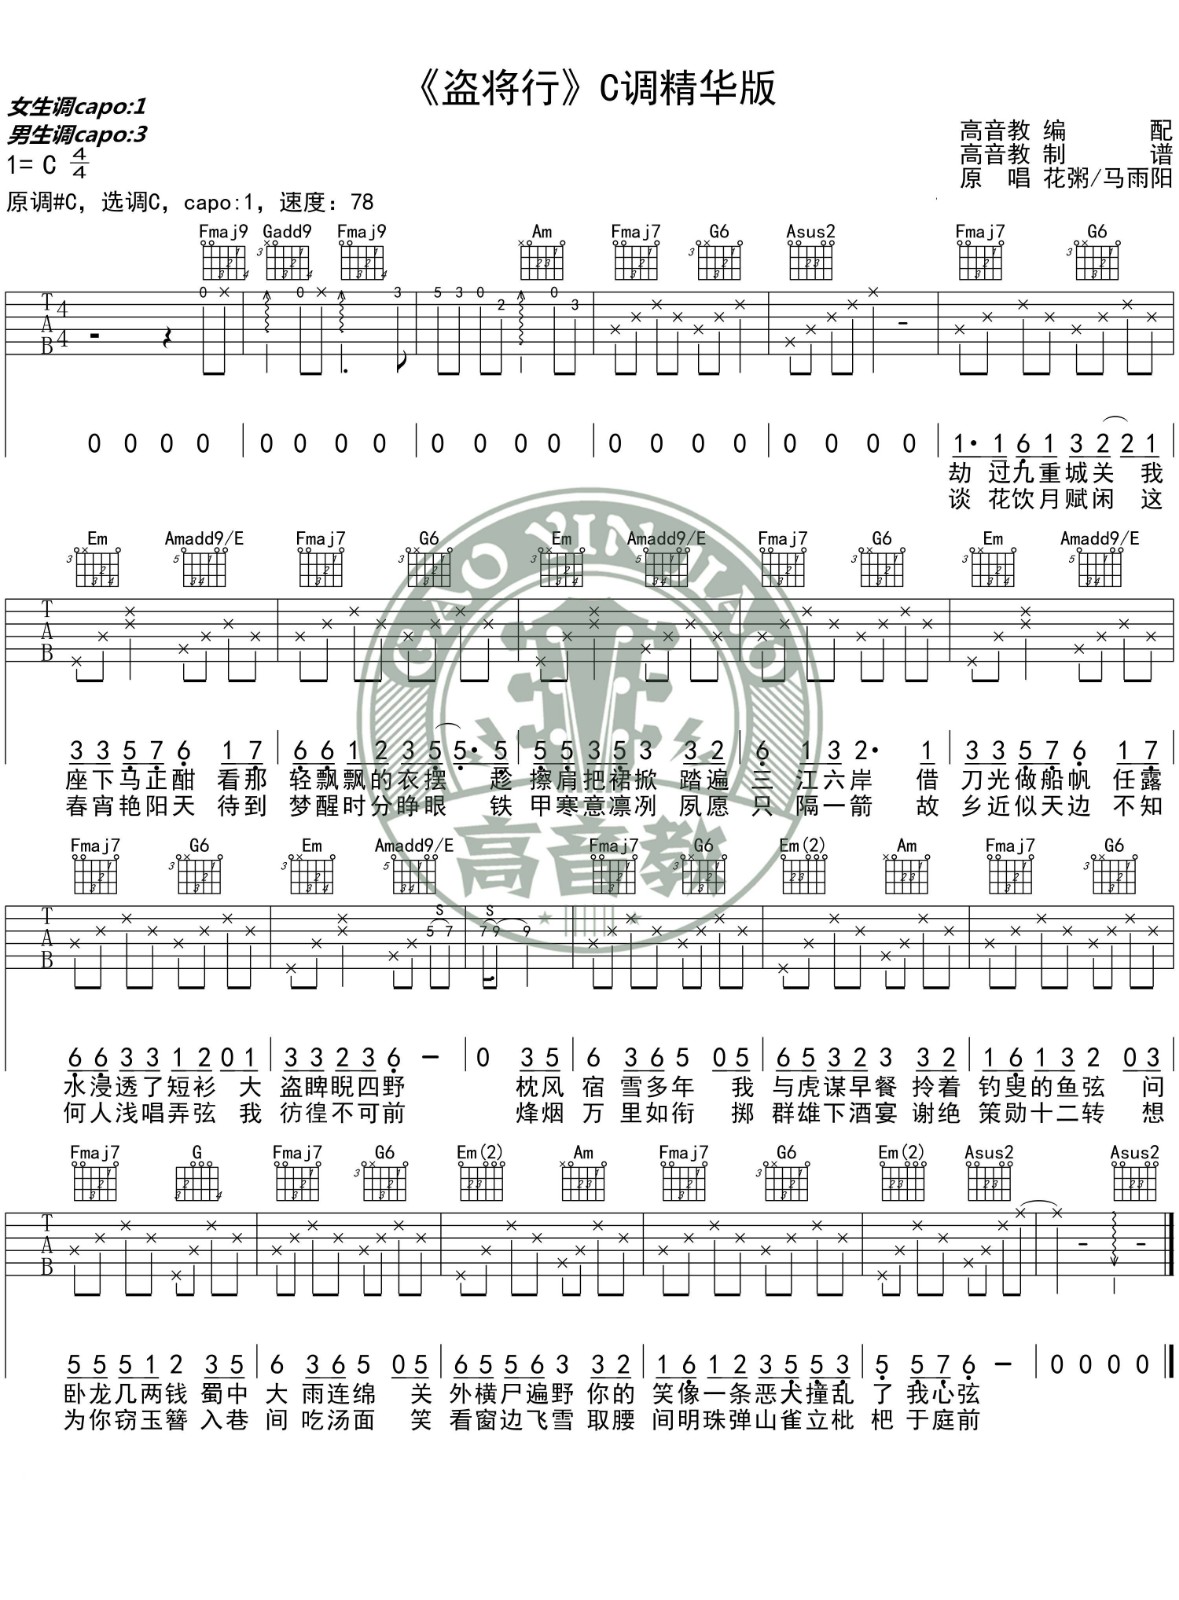 《盗将行》C调精华版
女生调capo:1
男生调capo:3
1= C 4/4
原调#C，选调C，capo:1，速度：78
高音教 编 配
高音教 制 谱
原 唱 花粥/马雨阳
Fmaj9 Gadd9 Fmaj9 Am Fmaj7 G6 Asus2 Fmaj7 G6
0 0 0 0 0 0 0 0 0 0 0 0 0 0 0 0 0 0 0 0 1· 1 6 1 3 2 2 1
劫 过九重城关 我
谈 花饮月赋闲 这
Em Amadd9/E Fmaj7 G6 Em Amadd9/E Fmaj7 G6 Em Amadd9/E
GAO YIN JIAO
3 3 5 7 6 1 7 6 6 1 2 3 5 5· 5 5 5 3 5 3 3 2 6 1 3 2· 1 3 3 5 7 6 1 7
座下马正酣 看那 轻飘飘的衣摆 趁 擦肩把裙掀 踏遍 三 江六岸 借 刀光做船帆 任露
春宵艳阳天 待到 梦醒时分睁眼 铁 甲寒意凛冽 夙愿 只 隔一箭 故 乡近似天边 不知
高音教
Fmaj7 G6 Em Amadd9/E Fmaj7 G6 Em(2) Am Fmaj7 G6
6 6 3 3 1 2 0 1 3 3 2 3 6 — 0 3 5 6 3 6 5 0 5 6 5 3 2 3 3 2 1 6 1 2 0 3
水浸透了短衫 大 盗睥睨四野 枕风 宿 雪多年 我 与虎谋早餐 拎着 钓叟的鱼弦 问
何人浅唱弄弦 我 彷徨不可前 烽烟 万 里如衔 掷 群雄下酒宴 谢绝 策勋十二转 想
Fmaj7 G Fmaj7 G6 Em(2) Am Fmaj7 G6 Em(2) Asus2 Asus2
5 5 5 1 2 3 5 6 3 6 5 0 5 6 5 5 6 3 3 2 1 6 1 2 3 5 5 3 5 5 7 6 — 0 0 0 0
卧龙几两钱 蜀中 大 雨连绵 关 外横尸遍野 你的 笑像一条恶犬撞乱 了 我心弦
为你窃玉簪 入巷 间吃汤面 笑 看窗边飞雪 取腰 间明珠弹山雀立枇 杷 于庭前